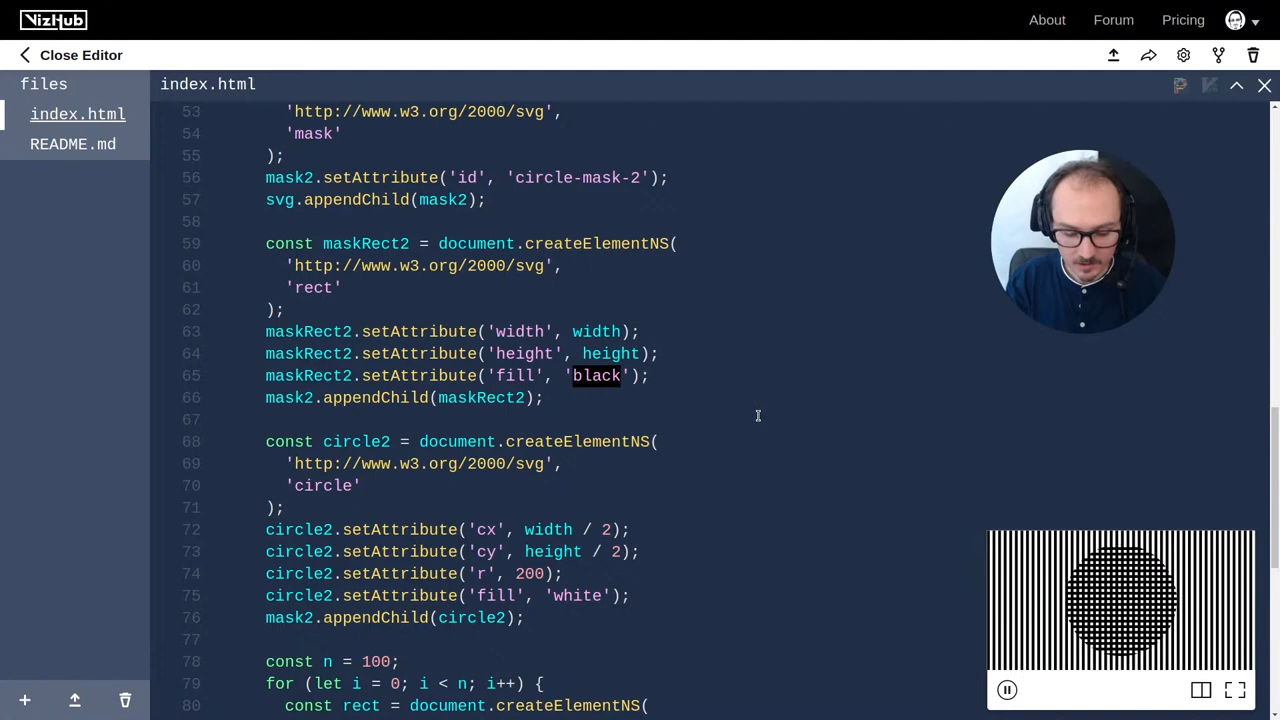 VizHub
About Forum Pricing
Close Editor
files
index.html
README.md
index.html
53 'http://www.w3.org/2000/svg',
54 'mask'
55 );
56 mask2.setAttribute('id', 'circle-mask-2');
57 svg.appendChild(mask2);
58
59 const maskRect2 = document.createElementNS(
60 'http://www.w3.org/2000/svg',
61 'rect'
62 );
63 maskRect2.setAttribute('width', width);
64 maskRect2.setAttribute('height', height);
65 maskRect2.setAttribute('fill', 'black');
66 mask2.appendChild(maskRect2);
67
68 const circle2 = document.createElementNS(
69 'http://www.w3.org/2000/svg',
70 'circle'
71 );
72 circle2.setAttribute('cx', width / 2);
73 circle2.setAttribute('cy', height / 2);
74 circle2.setAttribute('r', 200);
75 circle2.setAttribute('fill', 'white');
76 mask2.appendChild(circle2);
77
78 const n = 100;
79 for (let i = 0; i < n; i++) {
80 const rect = document.createElementNS(